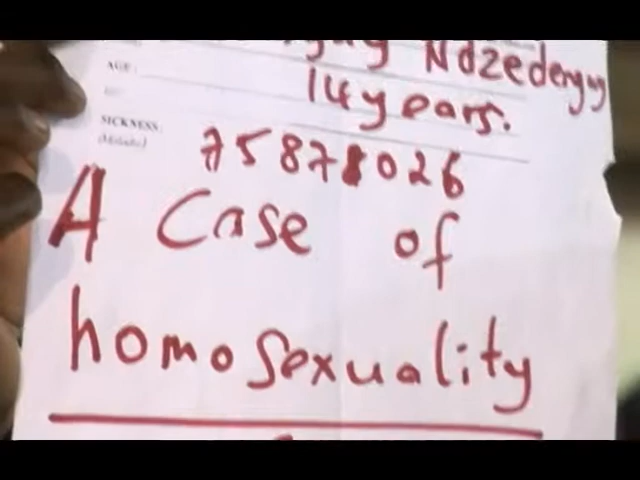 AGE:
14 years.
SICKNESS:
(Maladie)
75878026
A Case of
homosexuality